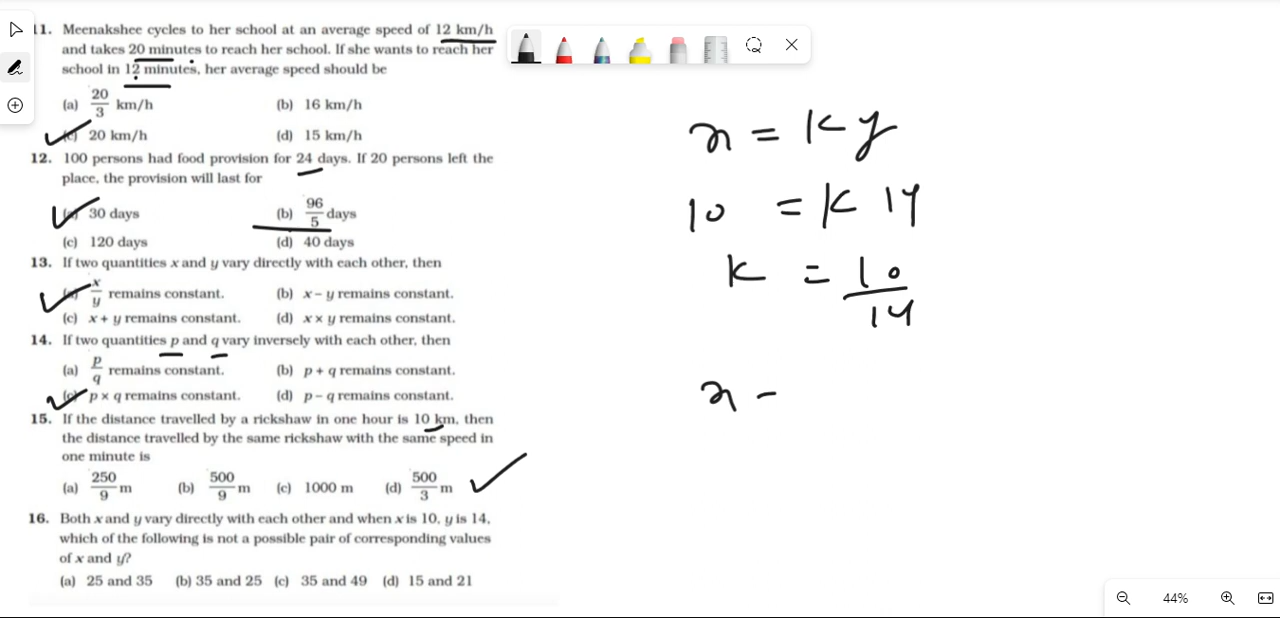 11. Meenakshee cycles to her school at an average speed of 12 km/h
and takes 20 minutes to reach her school. If she wants to reach her
school in 12 minutes, her average speed should be
(a) 20/3 km/h (b) 16 km/h
(c) 20 km/h (d) 15 km/h
12. 100 persons had food provision for 24 days. If 20 persons left the
place, the provision will last for
(a) 30 days (b) 96/5 days
(c) 120 days (d) 40 days
13. If two quantities x and y vary directly with each other, then
(a) x/y remains constant. (b) x – y remains constant.
(c) x + y remains constant. (d) x × y remains constant.
14. If two quantities p and q vary inversely with each other, then
(a) p/q remains constant. (b) p + q remains constant.
(c) p × q remains constant. (d) p – q remains constant.
15. If the distance travelled by a rickshaw in one hour is 10 km, then
the distance travelled by the same rickshaw with the same speed in
one minute is
(a) 250/9 m (b) 500/9 m (c) 1000 m (d) 500/3 m
16. Both x and y vary directly with each other and when x is 10, y is 14,
which of the following is not a possible pair of corresponding values
of x and y?
(a) 25 and 35 (b) 35 and 25 (c) 35 and 49 (d) 15 and 21
x = k y
10 = k 14
k = 10/14
x =
44%